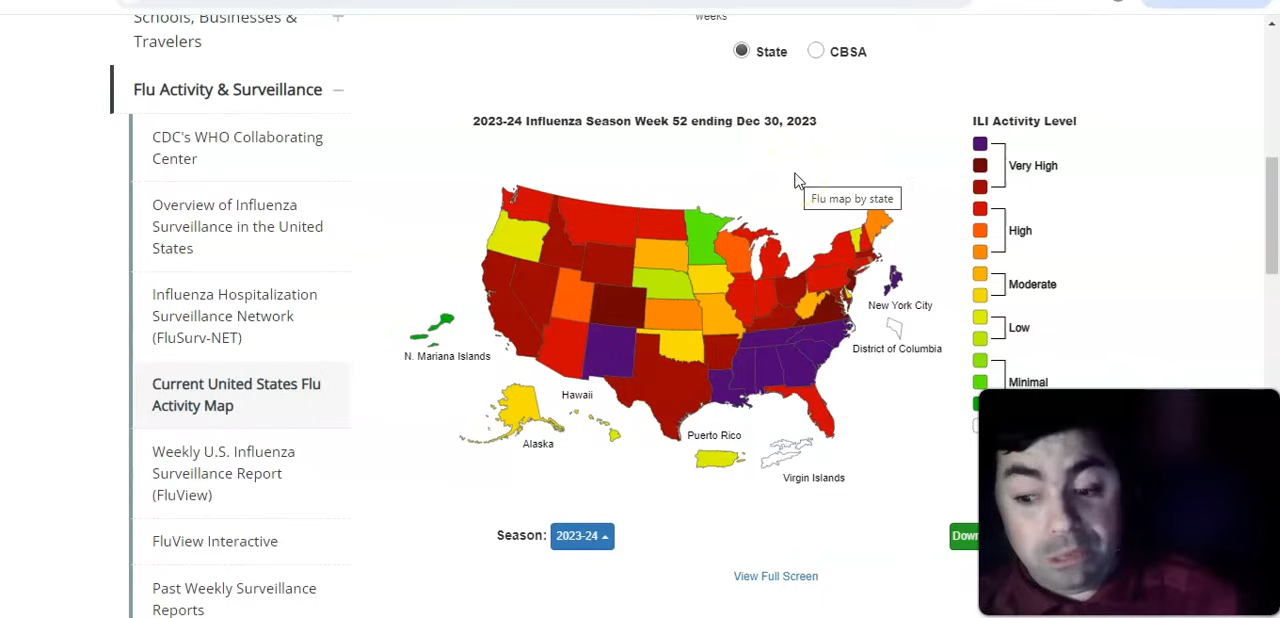 Schools, Businesses &
Travelers
Flu Activity & Surveillance
CDC's WHO Collaborating
Center
Overview of Influenza
Surveillance in the United
States
Influenza Hospitalization
Surveillance Network
(FluSurv-NET)
Current United States Flu
Activity Map
Weekly U.S. Influenza
Surveillance Report
(FluView)
FluView Interactive
Past Weekly Surveillance
Reports
weeks
State CBSA
2023-24 Influenza Season Week 52 ending Dec 30, 2023
Flu map by state
New York City
District of Columbia
N. Mariana Islands
Hawaii
Alaska
Puerto Rico
Virgin Islands
ILI Activity Level
Very High
High
Moderate
Low
Minimal
Season: 2023-24
Down
View Full Screen